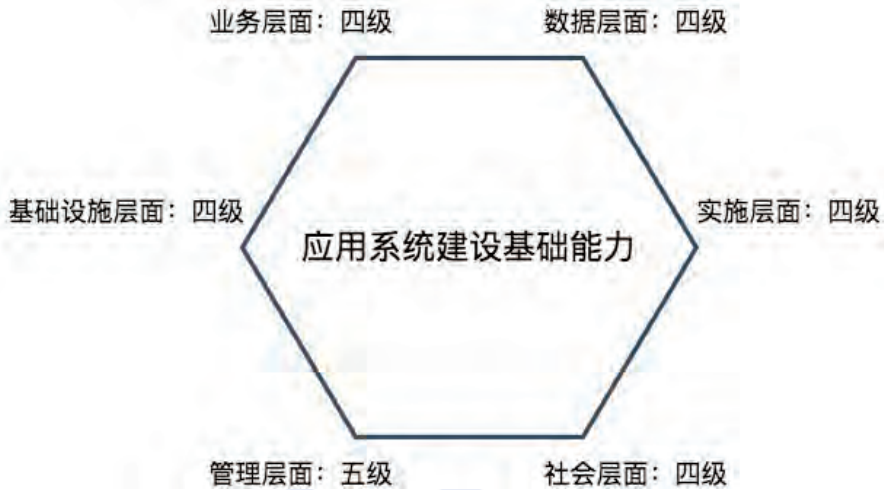 业务层面：四级
数据层面：四级
基础设施层面：四级
实施层面：四级
应用系统建设基础能力
管理层面：五级
社会层面：四级